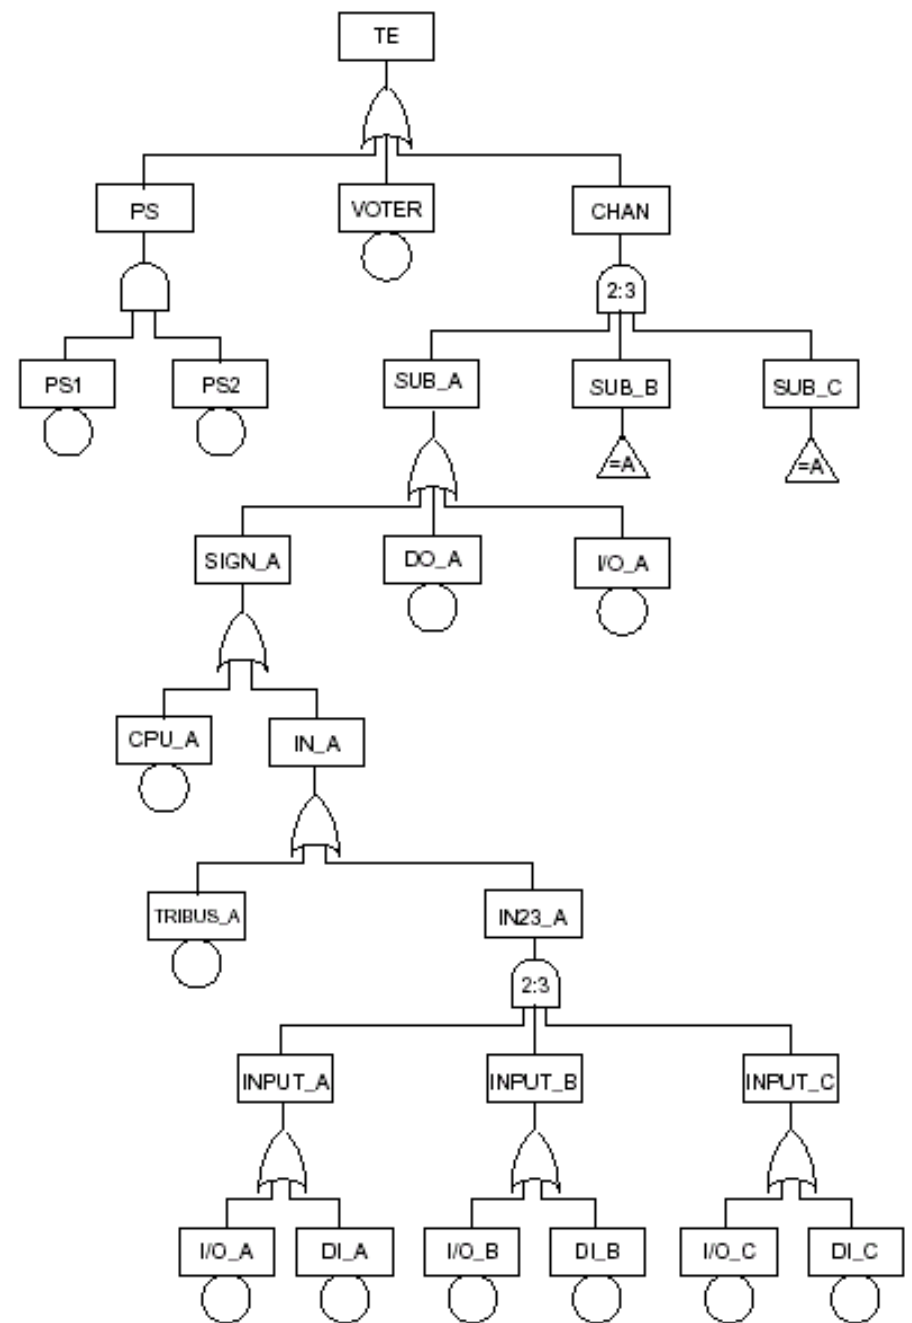 TE
PS
VOTER
CHAN
2:3
PS1
PS2
SUB_A
SUB_B
SUB_C
=A
=A
SIGN_A
DO_A
I/O_A
CPU_A
IN_A
TRIBUS_A
IN23_A
2:3
INPUT_A
INPUT_B
INPUT_C
I/O_A
DI_A
I/O_B
DI_B
I/O_C
DI_C